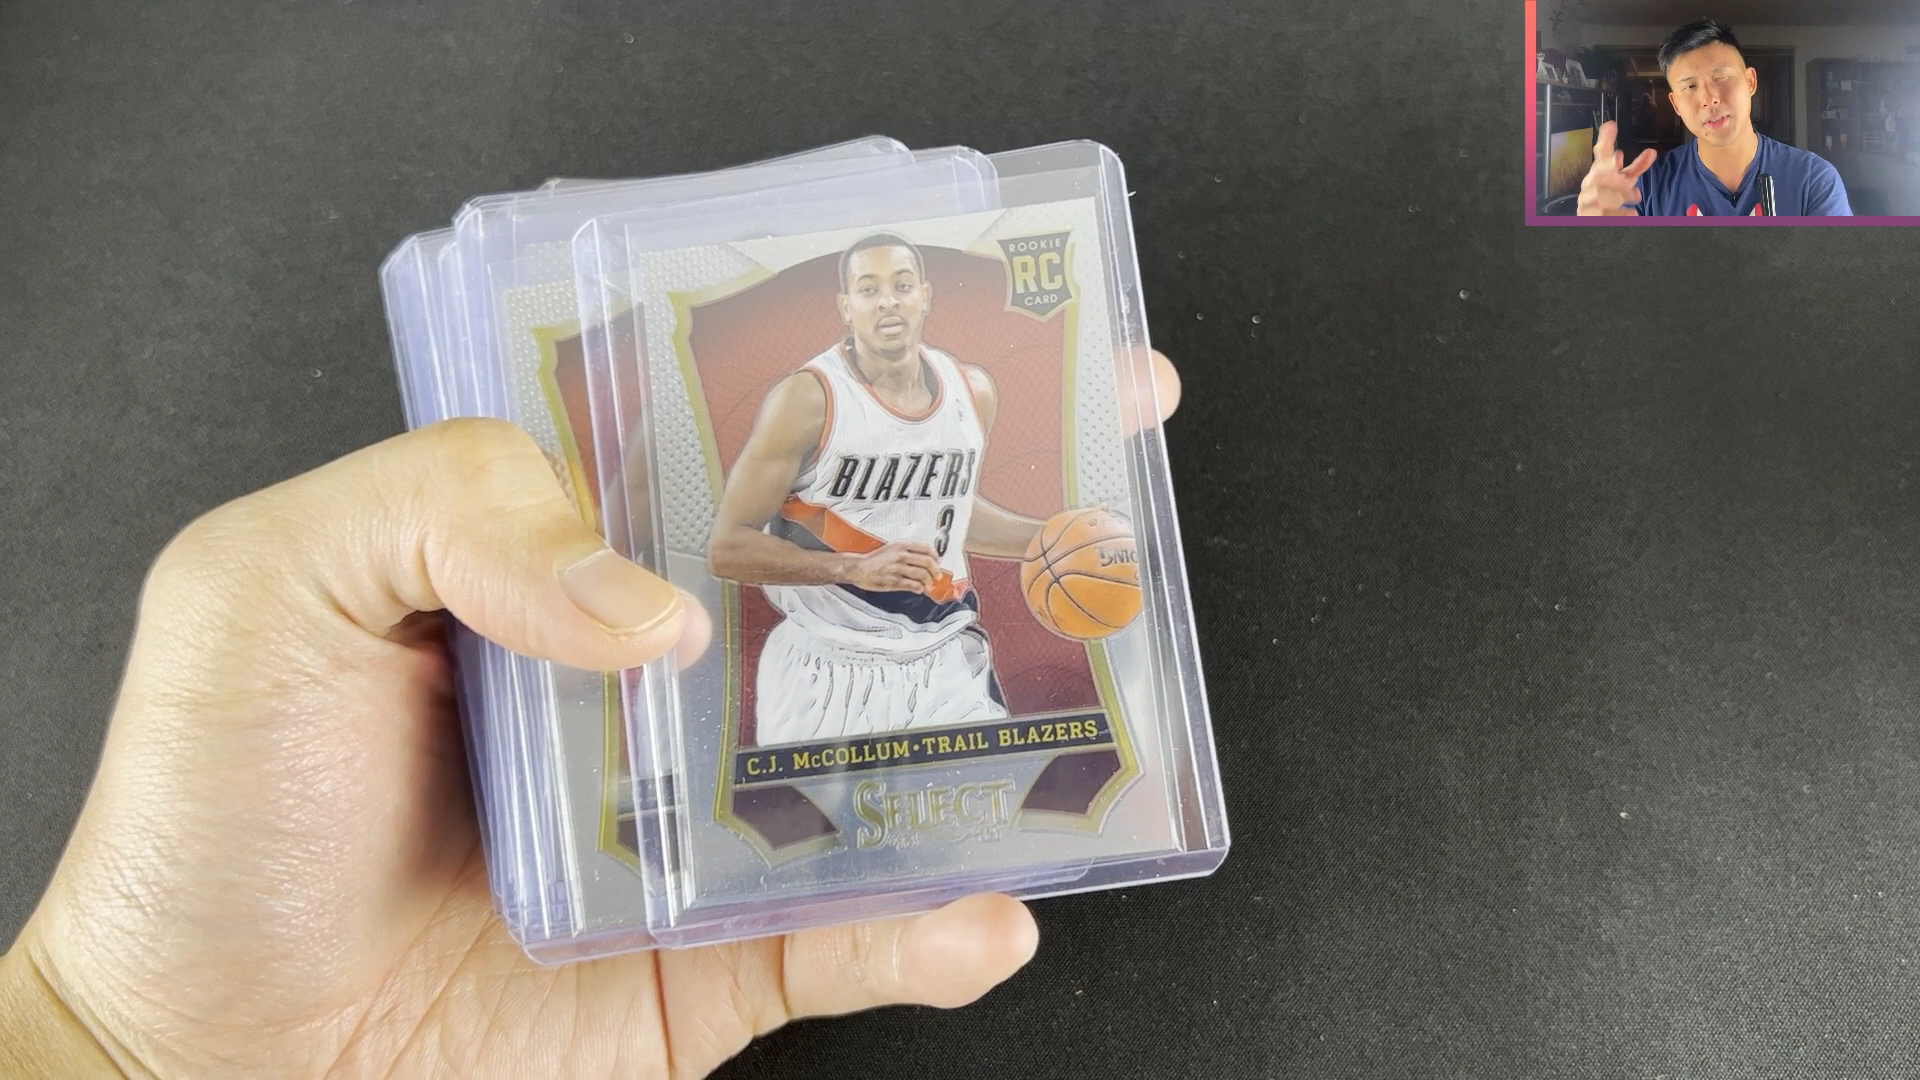 ROOKIE
RC
CARD
BLAZERS
3
C.J. McCOLLUM•TRAIL BLAZERS
SELECT